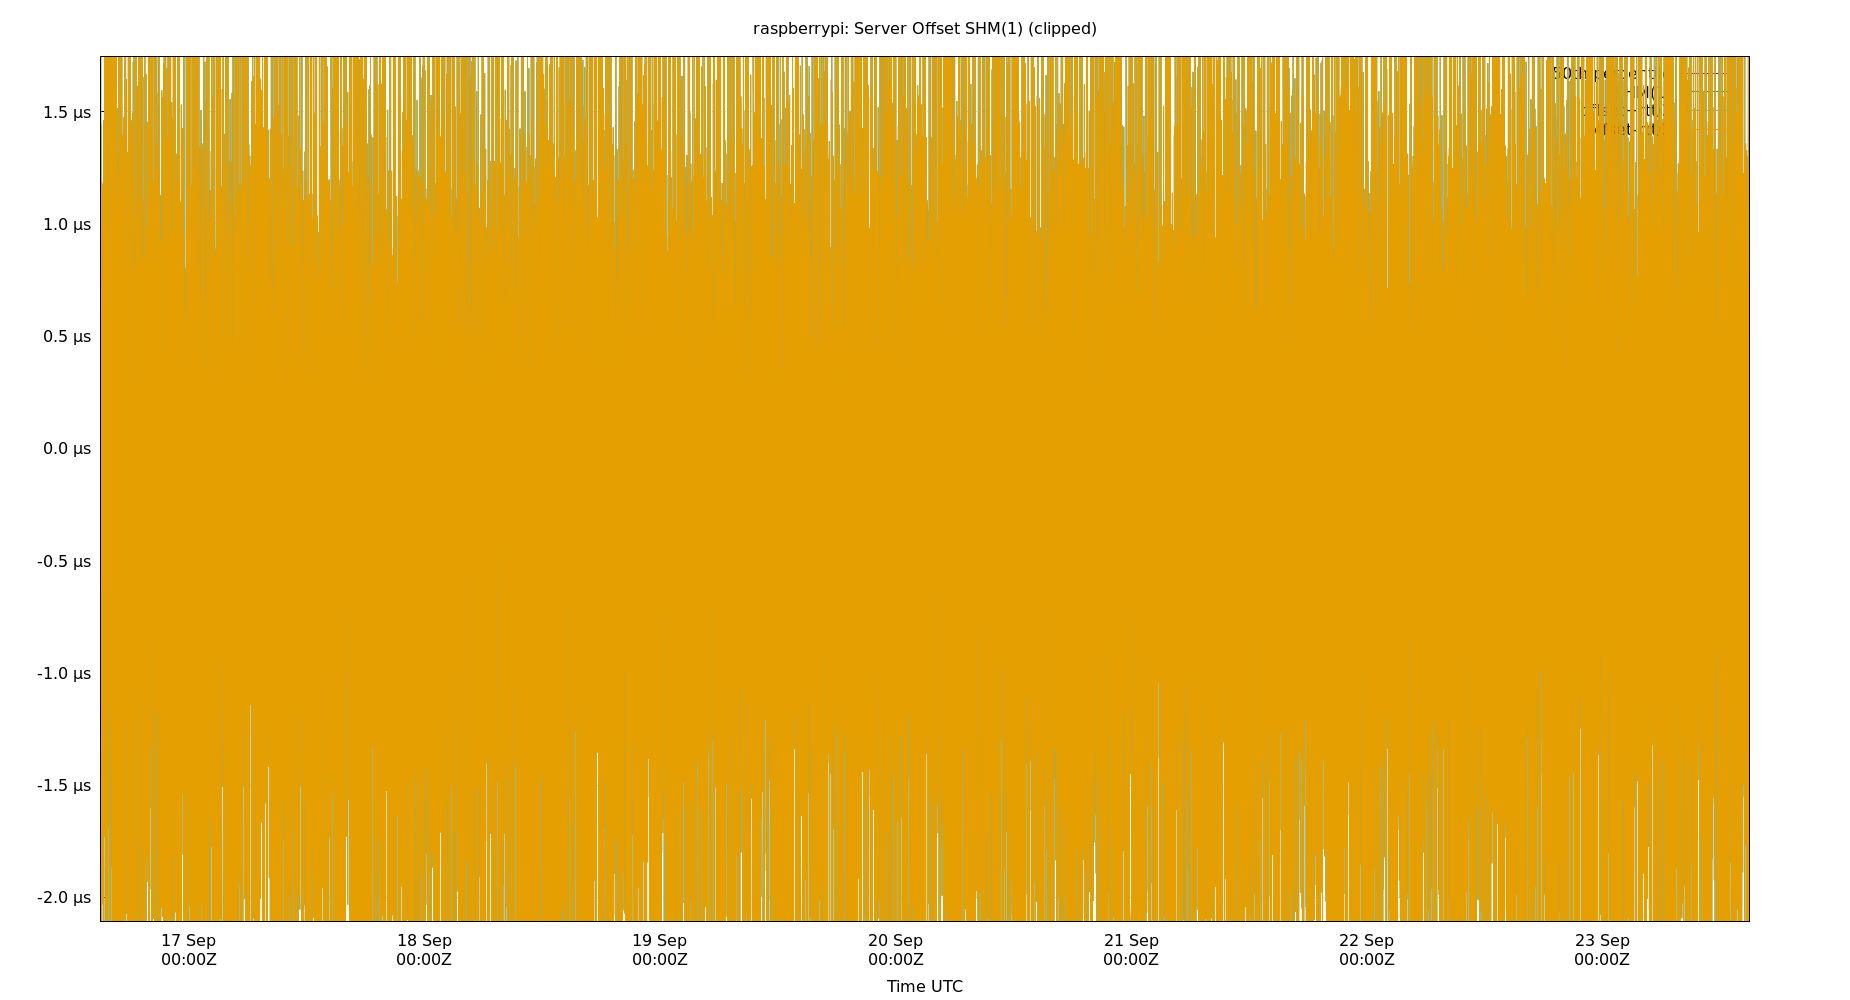 raspberrypi: Server Offset SHM(1) (clipped)
1.5 µs
1.0 µs
0.5 µs
0.0 µs
-0.5 µs
-1.0 µs
-1.5 µs
-2.0 µs
17 Sep 18 Sep 19 Sep 20 Sep 21 Sep 22 Sep 23 Sep
00:00Z 00:00Z 00:00Z 00:00Z 00:00Z 00:00Z 00:00Z
Time UTC